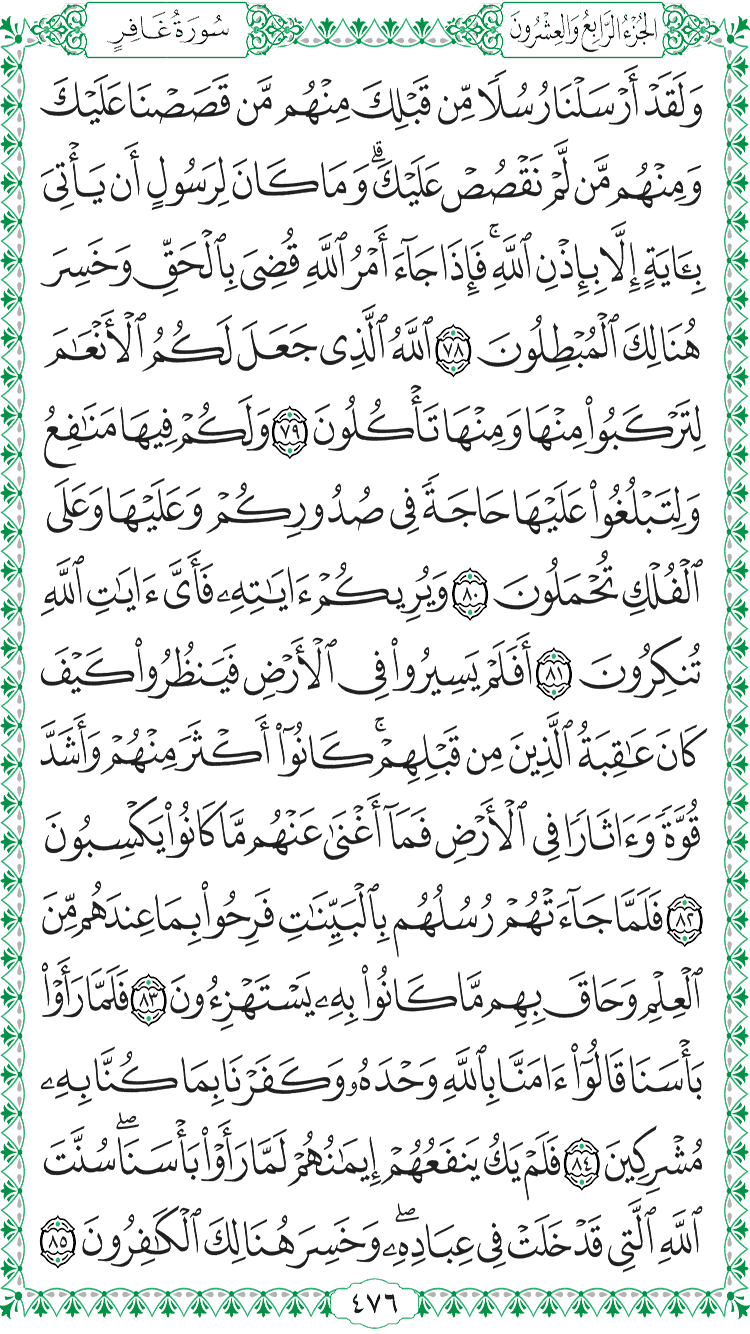 سُورَةُ غَافِرٍ
الجُزْءُ الرَّابِعُ وَالعِشْرُونَ
وَلَقَدۡ أَرۡسَلۡنَا رُسُلٗا مِّن قَبۡلِكَ مِنۡهُم مَّن قَصَصۡنَا عَلَيۡكَ
وَمِنۡهُم مَّن لَّمۡ نَقۡصُصۡ عَلَيۡكَۗ وَمَا كَانَ لِرَسُولٍ أَن يَأۡتِيَ
بِـَٔايَةٍ إِلَّا بِإِذۡنِ ٱللَّهِۚ فَإِذَا جَآءَ أَمۡرُ ٱللَّهِ قُضِيَ بِٱلۡحَقِّ وَخَسِرَ
هُنَالِكَ ٱلۡمُبۡطِلُونَ ٧٨ ٱللَّهُ ٱلَّذِي جَعَلَ لَكُمُ ٱلۡأَنۡعَٰمَ
لِتَرۡكَبُواْ مِنۡهَا وَمِنۡهَا تَأۡكُلُونَ ٧٩ وَلَكُمۡ فِيهَا مَنَٰفِعُ
وَلِتَبۡلُغُواْ عَلَيۡهَا حَاجَةٗ فِي صُدُورِكُمۡ وَعَلَيۡهَا وَعَلَى
ٱلۡفُلۡكِ تُحۡمَلُونَ ٨٠ وَيُرِيكُمۡ ءَايَٰتِهِۦ فَأَيَّ ءَايَٰتِ ٱللَّهِ
تُنكِرُونَ ٨١ أَفَلَمۡ يَسِيرُواْ فِي ٱلۡأَرۡضِ فَيَنظُرُواْ كَيۡفَ
كَانَ عَٰقِبَةُ ٱلَّذِينَ مِن قَبۡلِهِمۡۚ كَانُوٓاْ أَكۡثَرَ مِنۡهُمۡ وَأَشَدَّ
قُوَّةٗ وَءَاثَارٗا فِي ٱلۡأَرۡضِ فَمَآ أَغۡنَىٰ عَنۡهُم مَّا كَانُواْ يَكۡسِبُونَ
٨٢ فَلَمَّا جَآءَتۡهُمۡ رُسُلُهُم بِٱلۡبَيِّنَٰتِ فَرِحُواْ بِمَا عِندَهُم مِّنَ
ٱلۡعِلۡمِ وَحَاقَ بِهِم مَّا كَانُواْ بِهِۦ يَسۡتَهۡزِءُونَ ٨٣ فَلَمَّا رَأَوۡاْ
بَأۡسَنَا قَالُوٓاْ ءَامَنَّا بِٱللَّهِ وَحۡدَهُۥ وَكَفَرۡنَا بِمَا كُنَّا بِهِۦ
مُشۡرِكِينَ ٨٤ فَلَمۡ يَكُ يَنفَعُهُمۡ إِيمَٰنُهُمۡ لَمَّا رَأَوۡاْ بَأۡسَنَاۖ سُنَّتَ
ٱللَّهِ ٱلَّتِي قَدۡ خَلَتۡ فِي عِبَادِهِۦۖ وَخَسِرَ هُنَالِكَ ٱلۡكَٰفِرُونَ ٨٥
٤٧٦